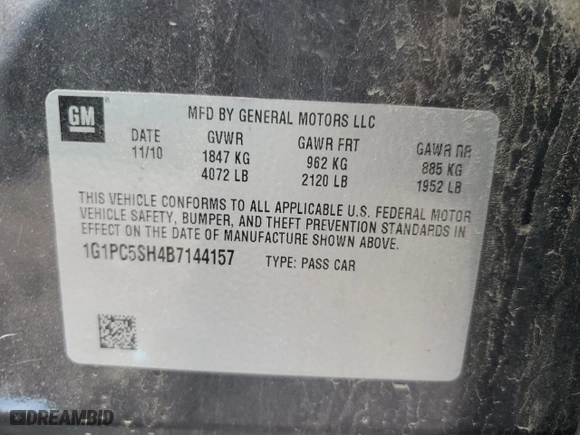 GM
MFD BY GENERAL MOTORS LLC
DATE GVWR GAWR FRT GAWR RR
11/10 1847 KG 962 KG 885 KG
4072 LB 2120 LB 1952 LB
THIS VEHICLE CONFORMS TO ALL APPLICABLE U.S. FEDERAL MOTOR
VEHICLE SAFETY, BUMPER, AND THEFT PREVENTION STANDARDS IN
EFFECT ON THE DATE OF MANUFACTURE SHOWN ABOVE.
1G1PC5SH4B7144157 TYPE: PASS CAR
DREAMBID